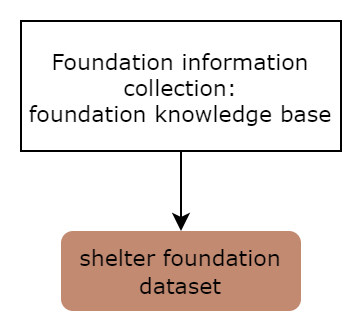 Foundation information
collection:
foundation knowledge base
shelter foundation
dataset